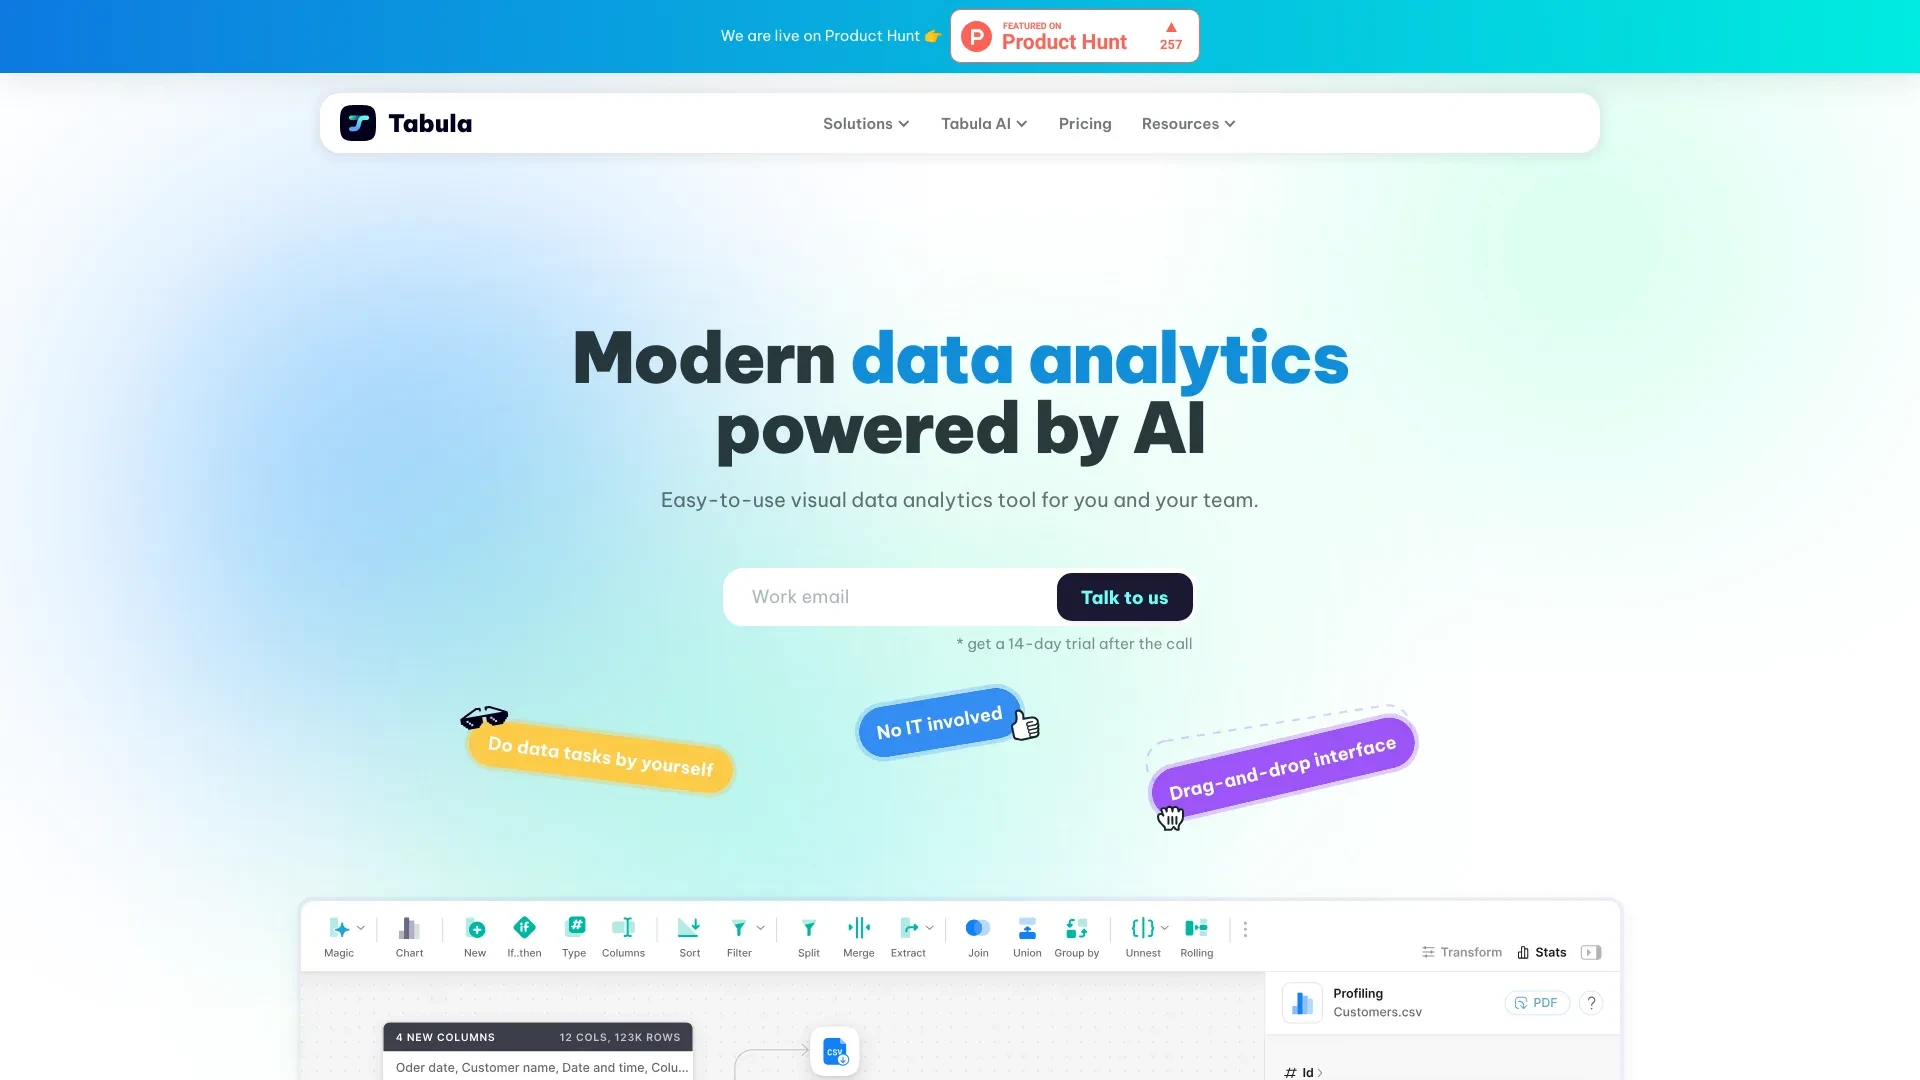 We are live on Product Hunt 👉
FEATURED ON
Product Hunt
257
Tabula
Solutions
Tabula AI
Pricing
Resources
Modern data analytics
powered by AI
Easy-to-use visual data analytics tool for you and your team.
Work email
Talk to us
* get a 14-day trial after the call
Do data tasks by yourself
No IT involved
Drag-and-drop interface
Magic
Chart
New
If..then
Type
Columns
Sort
Filter
Split
Merge
Extract
Join
Union
Group by
Unnest
Rolling
Transform
Stats
Profiling
Customers.csv
PDF
?
4 NEW COLUMNS
12 COLS, 123K ROWS
Oder date, Customer name, Date and time, Colu...
CSV
# Id